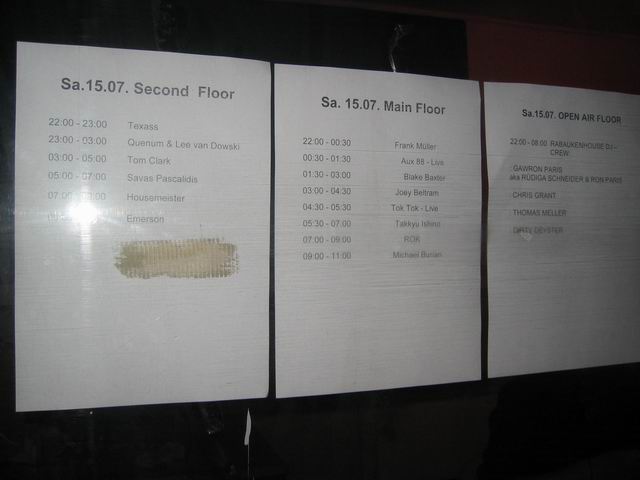 Sa.15.07. Second Floor
22:00 - 23:00 Texass
23:00 - 03:00 Quenum & Lee van Dowski
03:00 - 05:00 Tom Clark
05:00 - 07:00 Savas Pascalidis
07:00 Housemeister
Emerson
Sa. 15.07. Main Floor
22:00 - 00:30 Frank Müller
00:30 - 01:30 Aux 88 - Live
01:30 - 03:00 Blake Baxter
03:00 - 04:30 Joey Beltram
04:30 - 05:30 Tok Tok - Live
05:30 - 07:00 Takkyu Ishino
07:00 - 09:00 ROK
09:00 - 11:00 Michael Burian
Sa.15.07. OPEN AIR FLOOR
22:00 - 08:00 RABAUKENHOUSE DJ –
CREW:
GAWRON PARIS
aka RÜDIGA SCHNEIDER & RON PARIS
CHRIS GRANT
THOMAS MELLER
DIRTY DEYSTER